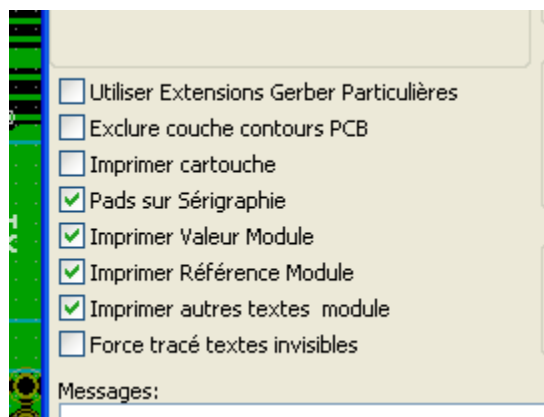 Utiliser Extensions Gerber Particulières
Exclure couche contours PCB
Imprimer cartouche
Pads sur Sérigraphie
Imprimer Valeur Module
Imprimer Référence Module
Imprimer autres textes  module
Force tracé textes invisibles
Messages: